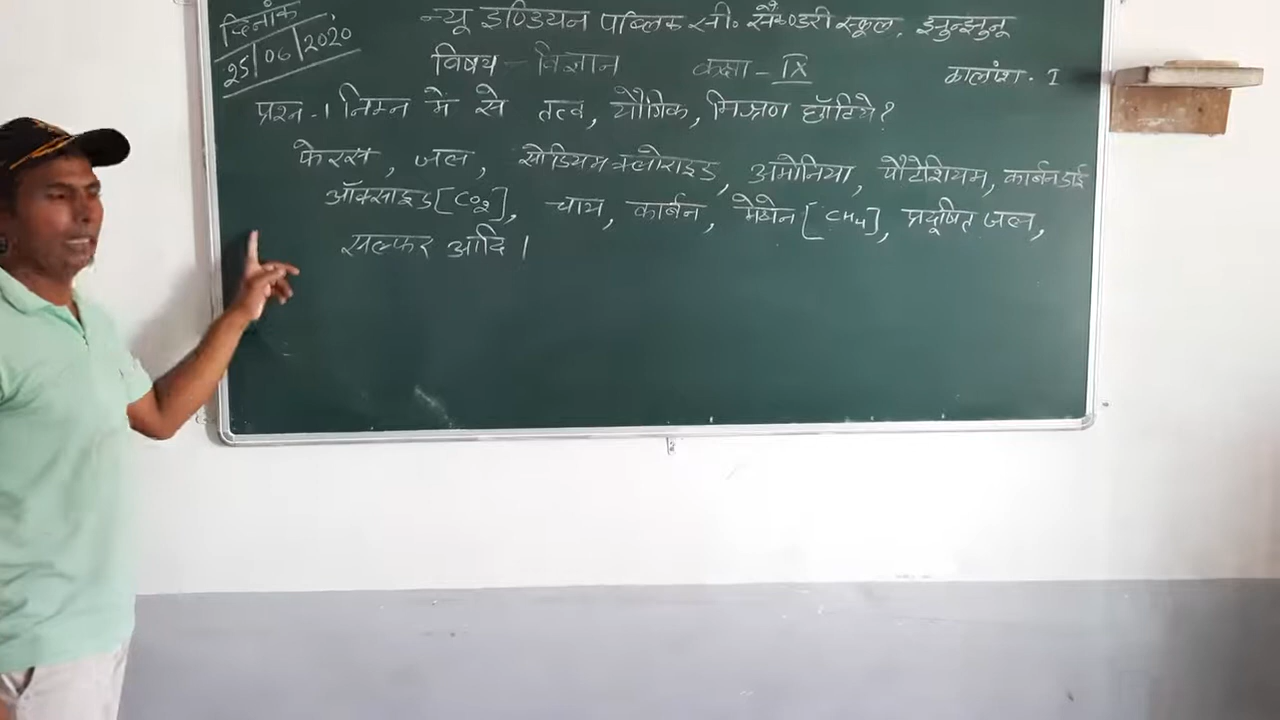 दिनांक
25/06/2020
न्यू इण्डियन पब्लिक सी० सैकण्डरी स्कूल, झुन्झुनू
विषय - विज्ञान कक्षा - IX कालांश - I
प्रश्न -1 निम्न में से तत्व, यौगिक, मिश्रण छाँटिये?
फेरस, जल, सोडियम क्लोराइड, अमोनिया, पौटेशियम, कार्बन डाई
ऑक्साइड [CO2], चाय, कार्बन, मेथेन [CH4], प्रदूषित जल,
सल्फर आदि।